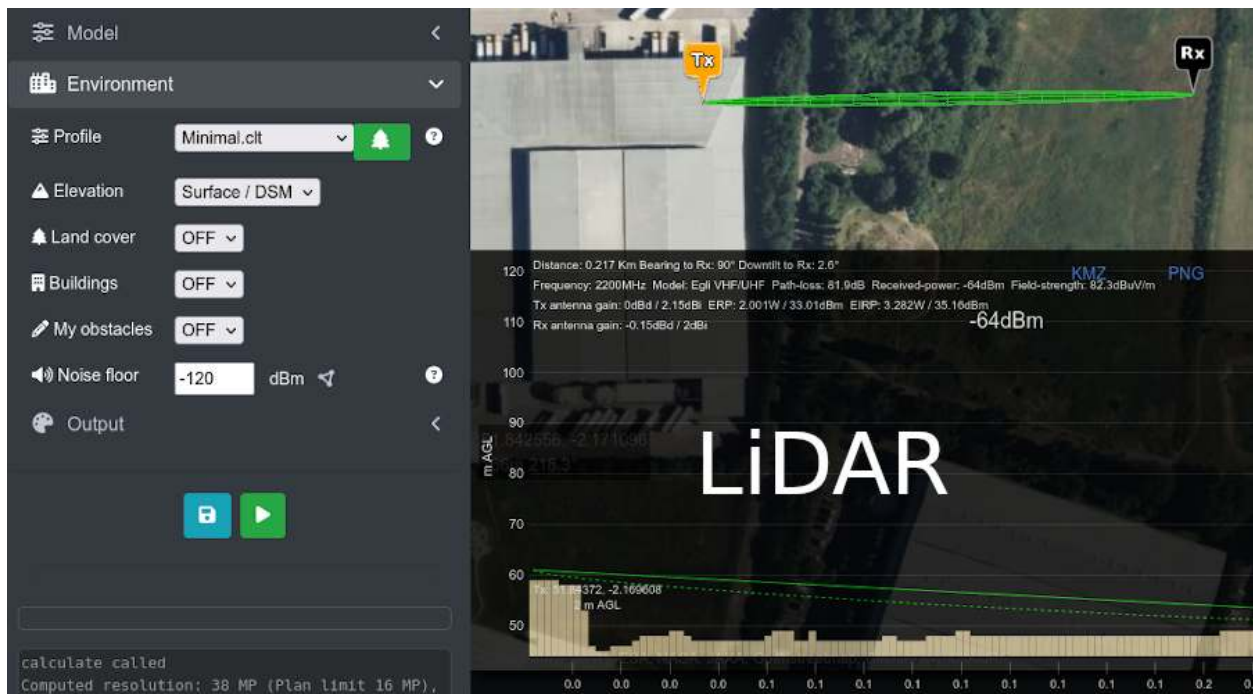 Model
Environment
Profile Minimal.clt ?
Elevation Surface / DSM
Land cover OFF
Buildings OFF
My obstacles OFF
Noise floor -120 dBm ?
Output
calculate called
Computed resolution: 38 MP (Plan limit 16 MP),
Tx
Rx
Distance: 0.217 Km Bearing to Rx: 90° Downtilt to Rx: 2.6°
KMZ PNG
Frequency: 2200MHz Model: Egli VHF/UHF Path-loss: 81.9dB Received-power: -64dBm Field-strength: 82.3dBuV/m
Tx antenna gain: 0dBd / 2.15dBi ERP: 2.001W / 33.01dBm EIRP: 3.282W / 35.16dBm
Rx antenna gain: -0.15dBd / 2dBi
-64dBm
LiDAR
m AGL
120
110
100
90
80
70
60
50
Tx: 51.84372, -2.169608
2 m AGL
0.0 0.0 0.0 0.0 0.1 0.1 0.1 0.1 0.1 0.1 0.1 0.1 0.1 0.2